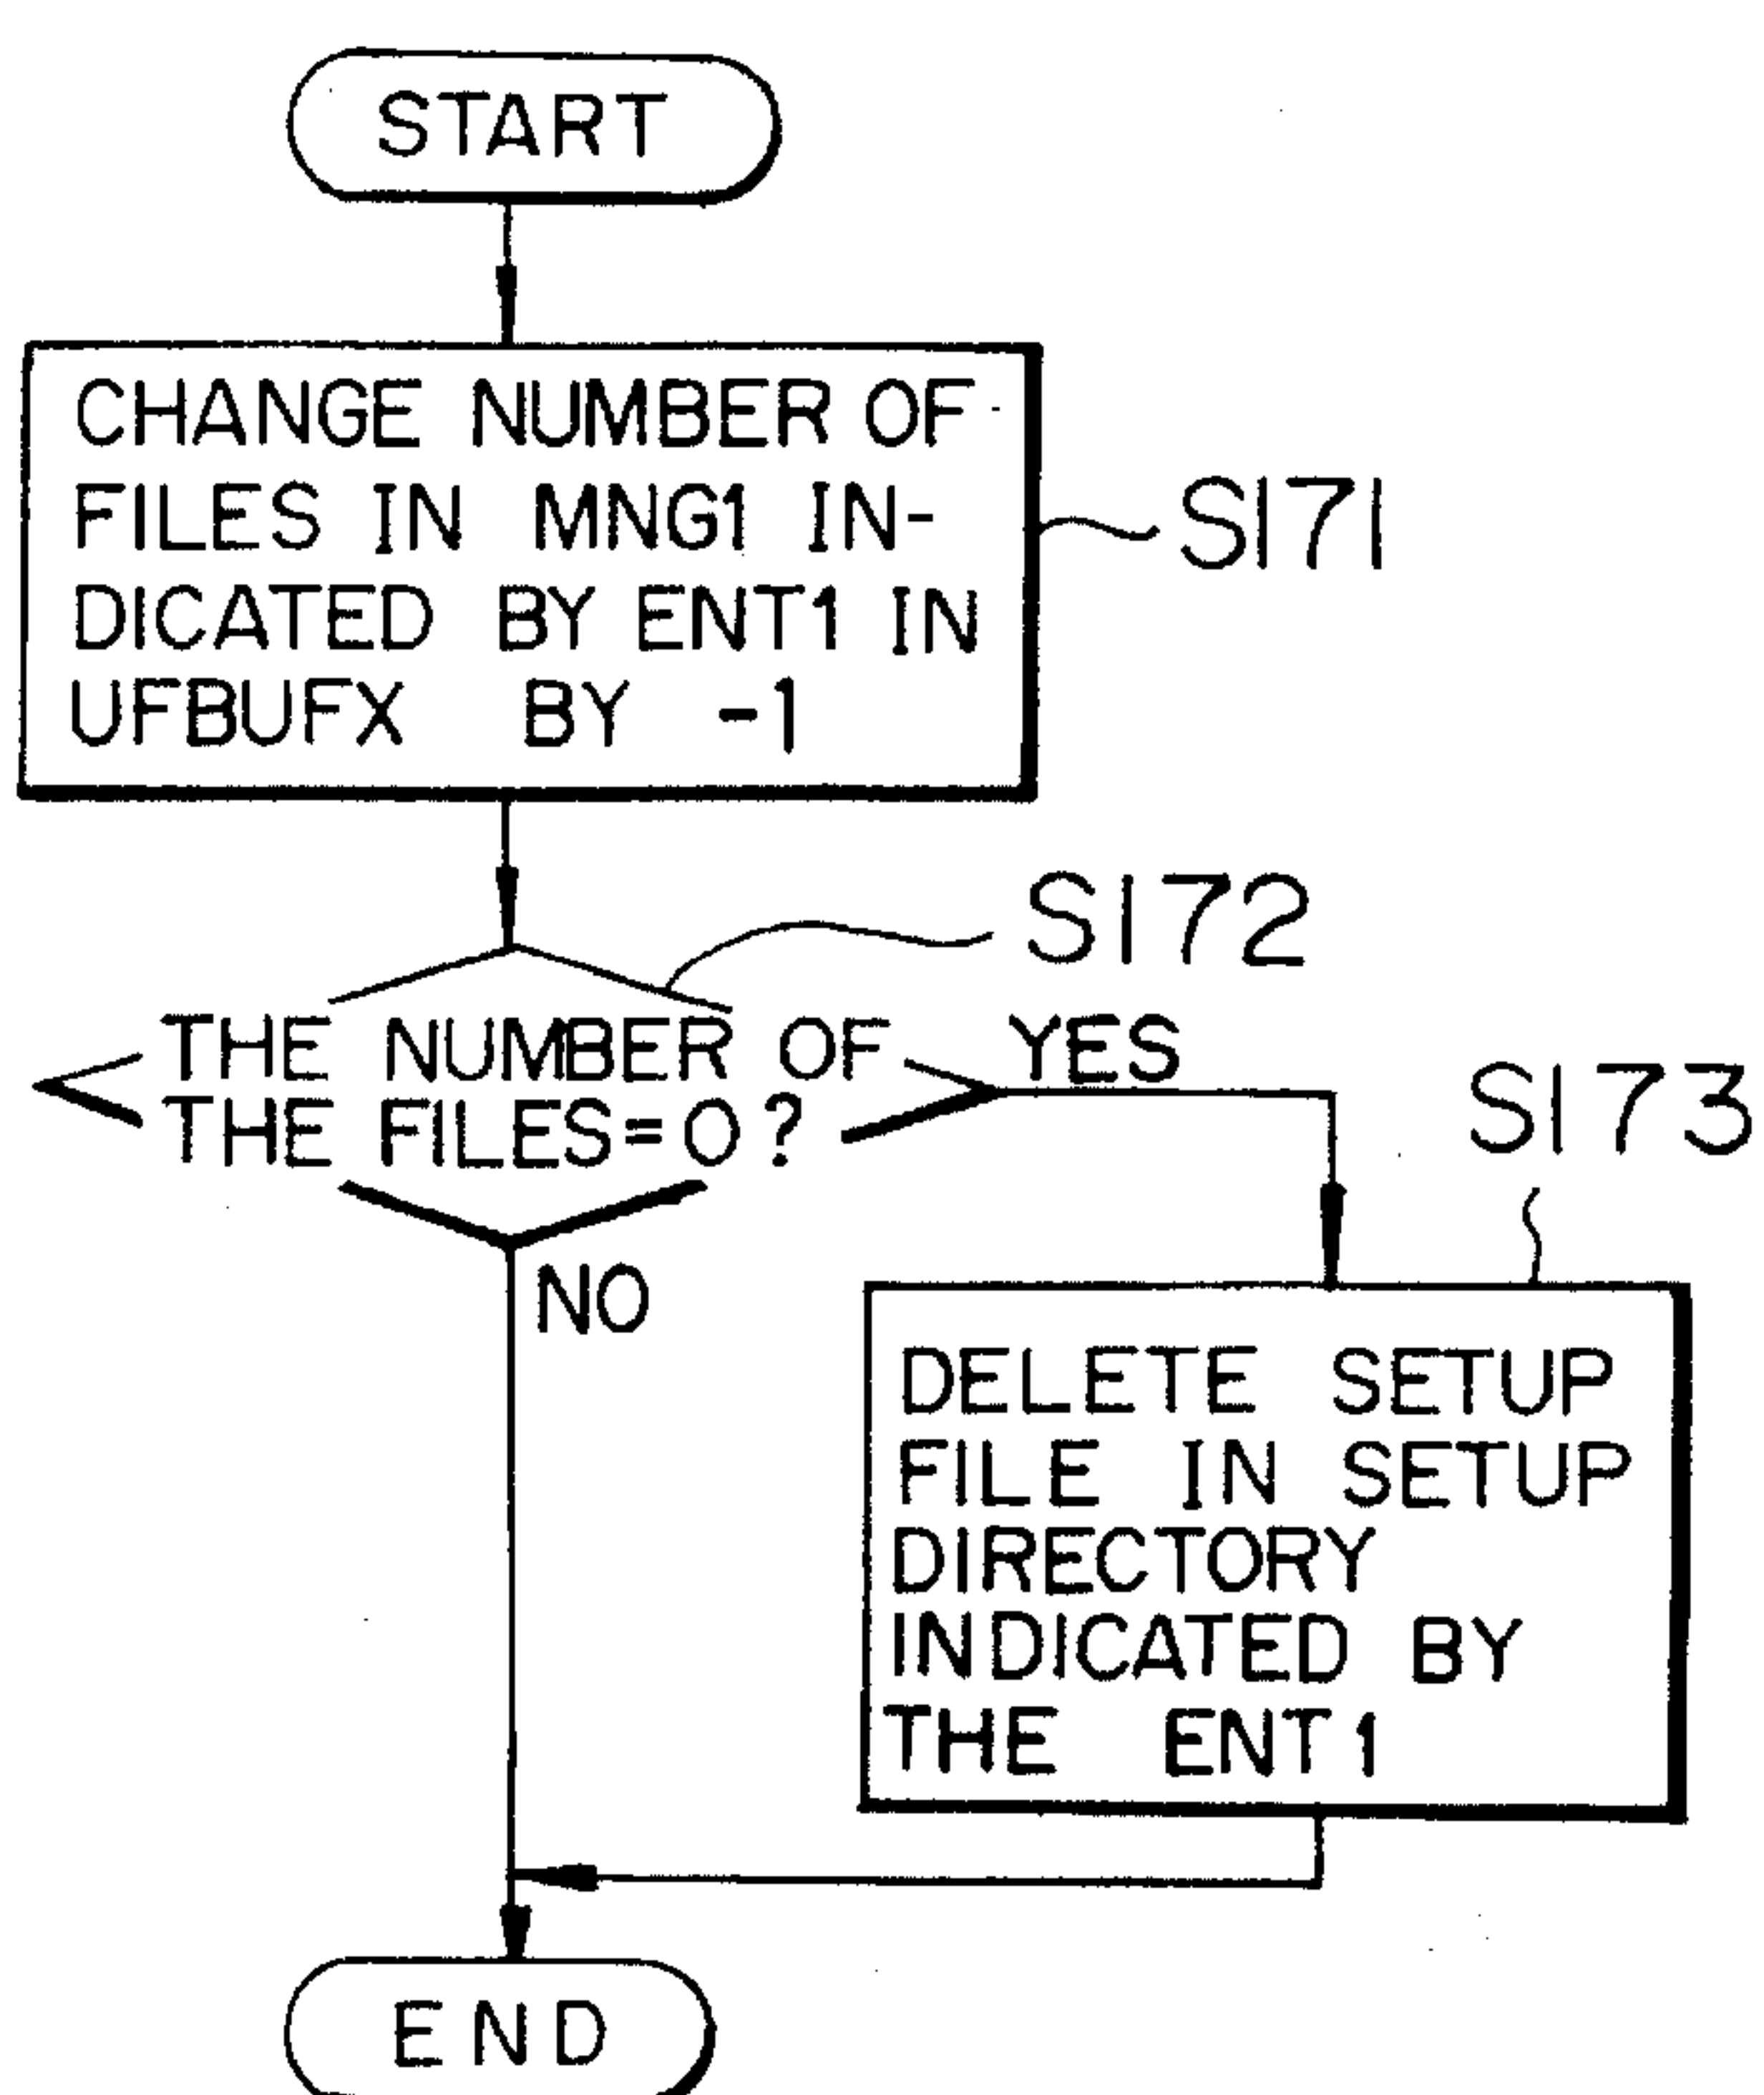 START
CHANGE NUMBER OF
FILES IN MNG1 IN-
DICATED BY ENT1 IN
UFBUFX BY -1
S171
S172
THE NUMBER OF
THE FILES=0?
YES
S173
NO
DELETE SETUP
FILE IN SETUP
DIRECTORY
INDICATED BY
THE ENT1
END